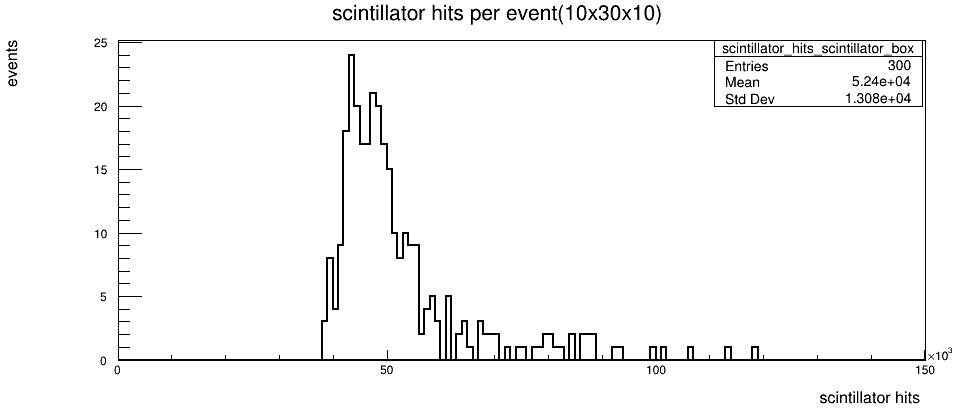 scintillator hits per event(10x30x10)
events
scintillator_hits_scintillator_box
Entries 300
Mean 5.24e+04
Std Dev 1.308e+04
25
20
15
10
5
0
0 50 100 150
×10³
scintillator hits